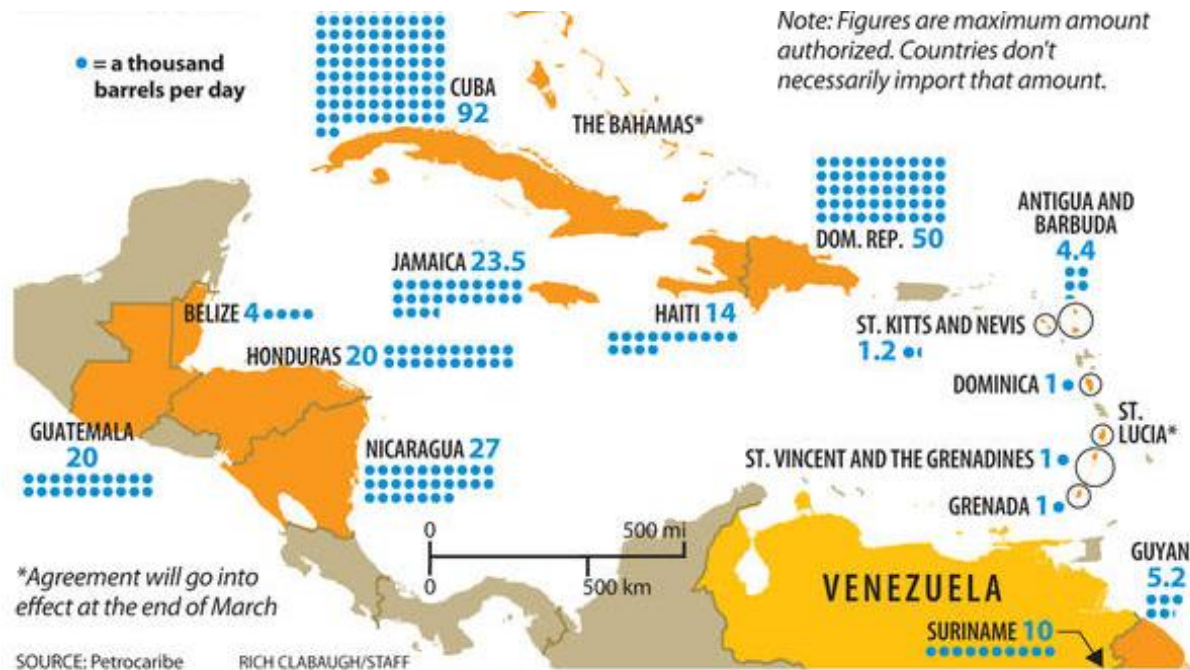 Note: Figures are maximum amount
authorized. Countries don't
necessarily import that amount.
= a thousand
barrels per day
CUBA
92
THE BAHAMAS*
DOM. REP. 50
ANTIGUA AND
BARBUDA
4.4
JAMAICA 23.5
BELIZE 4
HAITI 14
ST. KITTS AND NEVIS
1.2
HONDURAS 20
DOMINICA 1
GUATEMALA
20
NICARAGUA 27
ST.
LUCIA*
ST. VINCENT AND THE GRENADINES 1
GRENADA 1
0 500 mi
0 500 km
GUYAN
5.2
VENEZUELA
SURINAME 10
*Agreement will go into
effect at the end of March
SOURCE: Petrocaribe RICH CLABAUGH/STAFF